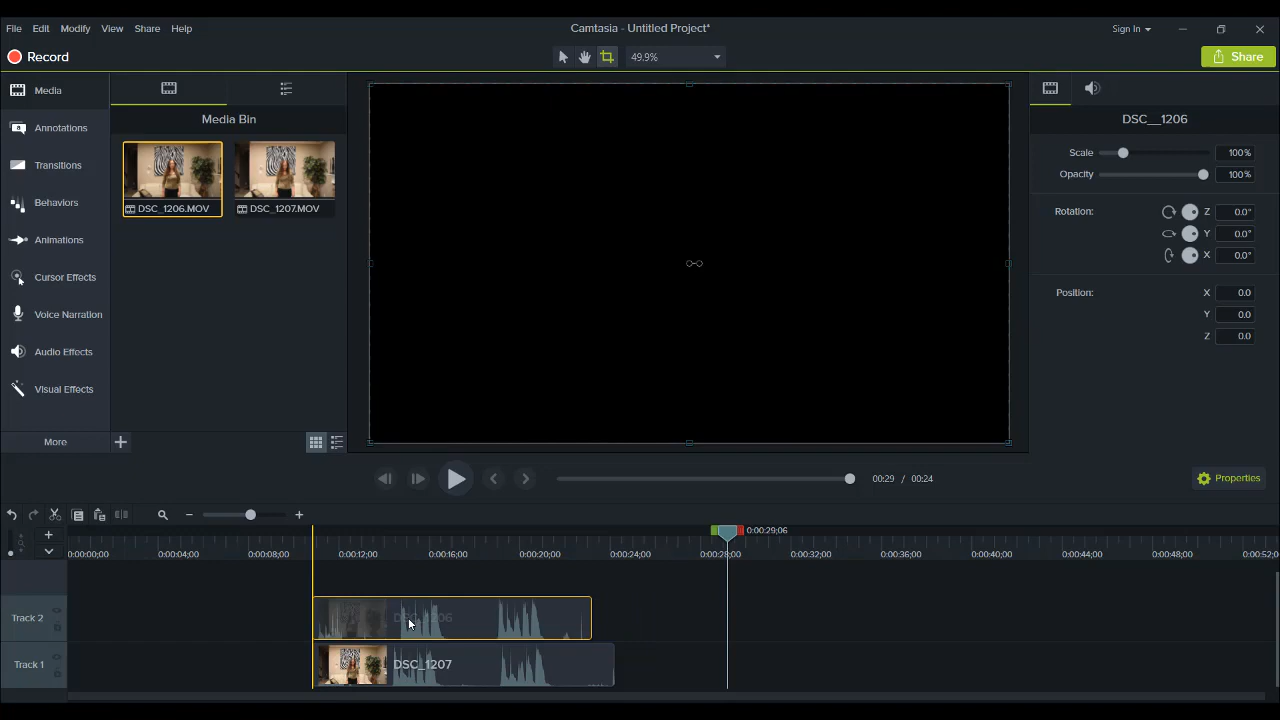 Camtasia - Untitled Project*
File Edit Modify View Share Help
Sign In
Record
49.9%
Share
Media
Annotations
Transitions
Behaviors
Animations
Cursor Effects
Voice Narration
Audio Effects
Visual Effects
More
Media Bin
DSC_1206.MOV
DSC_1207.MOV
DSC__1206
Scale 100%
Opacity 100%
Rotation: Z 0.0°
Y 0.0°
X 0.0°
Position: X 0.0
Y 0.0
Z 0.0
00:29 / 00:24
Properties
0:00:29;06
0:00:00;00 0:00:04;00 0:00:08;00 0:00:12;00 0:00:16;00 0:00:20;00 0:00:24;00 0:00:28;00 0:00:32;00 0:00:36;00 0:00:40;00 0:00:44;00 0:00:48;00 0:00:52;0
Track 2
DSC_1206
Track 1
DSC_1207